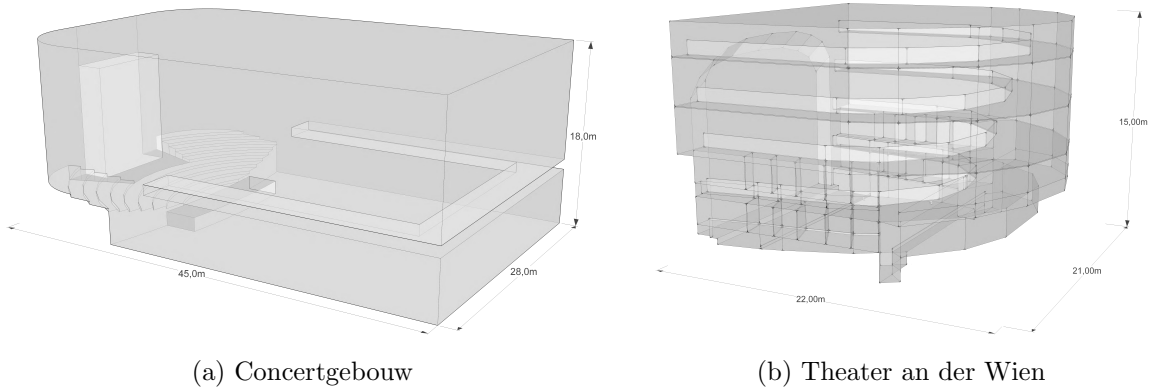 18,0m
45,0m
28,0m
15,00m
21,00m
22,00m
(a) Concertgebouw
(b) Theater an der Wien